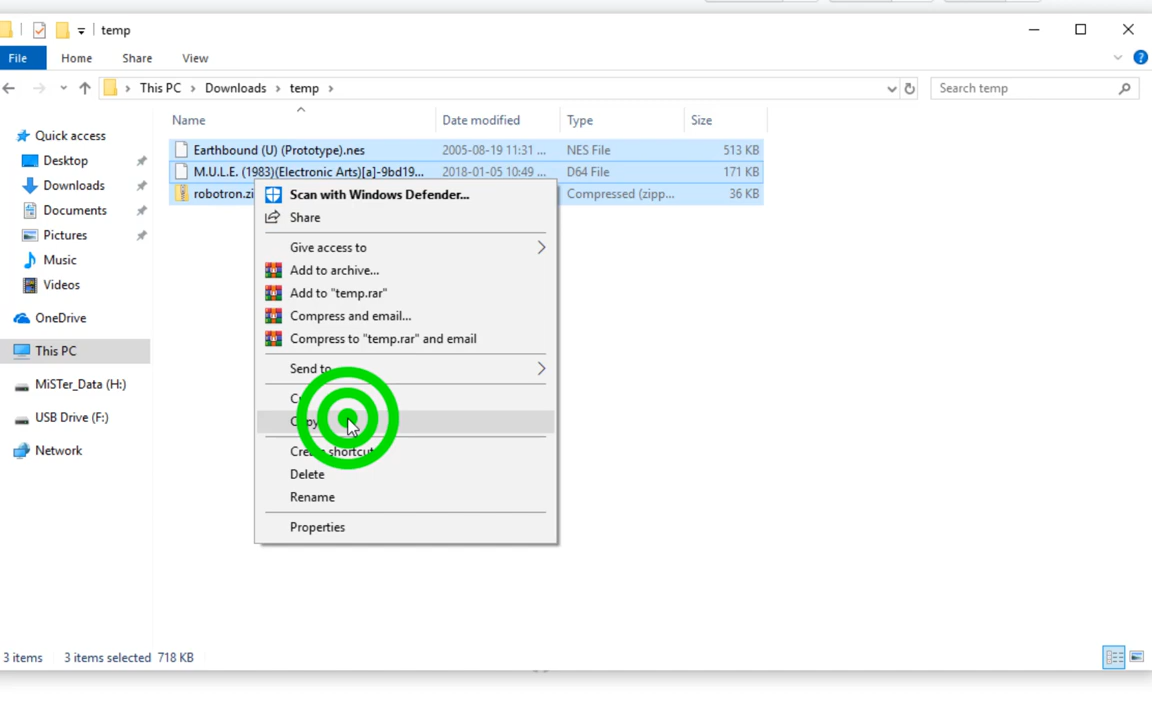 temp
File Home Share View
This PC Downloads temp
Search temp
Name Date modified Type Size
Quick access
Desktop
Downloads
Documents
Pictures
Music
Videos
OneDrive
This PC
MiSTer_Data (H:)
USB Drive (F:)
Network
Earthbound (U) (Prototype).nes 2005-08-19 11:31 ... NES File 513 KB
M.U.L.E. (1983)(Electronic Arts)[a]-9bd19... 2018-01-05 10:49 ... D64 File 171 KB
robotron.zi Compressed (zipp... 36 KB
Scan with Windows Defender...
Share
Give access to
Add to archive...
Add to "temp.rar"
Compress and email...
Compress to "temp.rar" and email
Send to
Copy
Create shortcut
Delete
Rename
Properties
3 items 3 items selected 718 KB